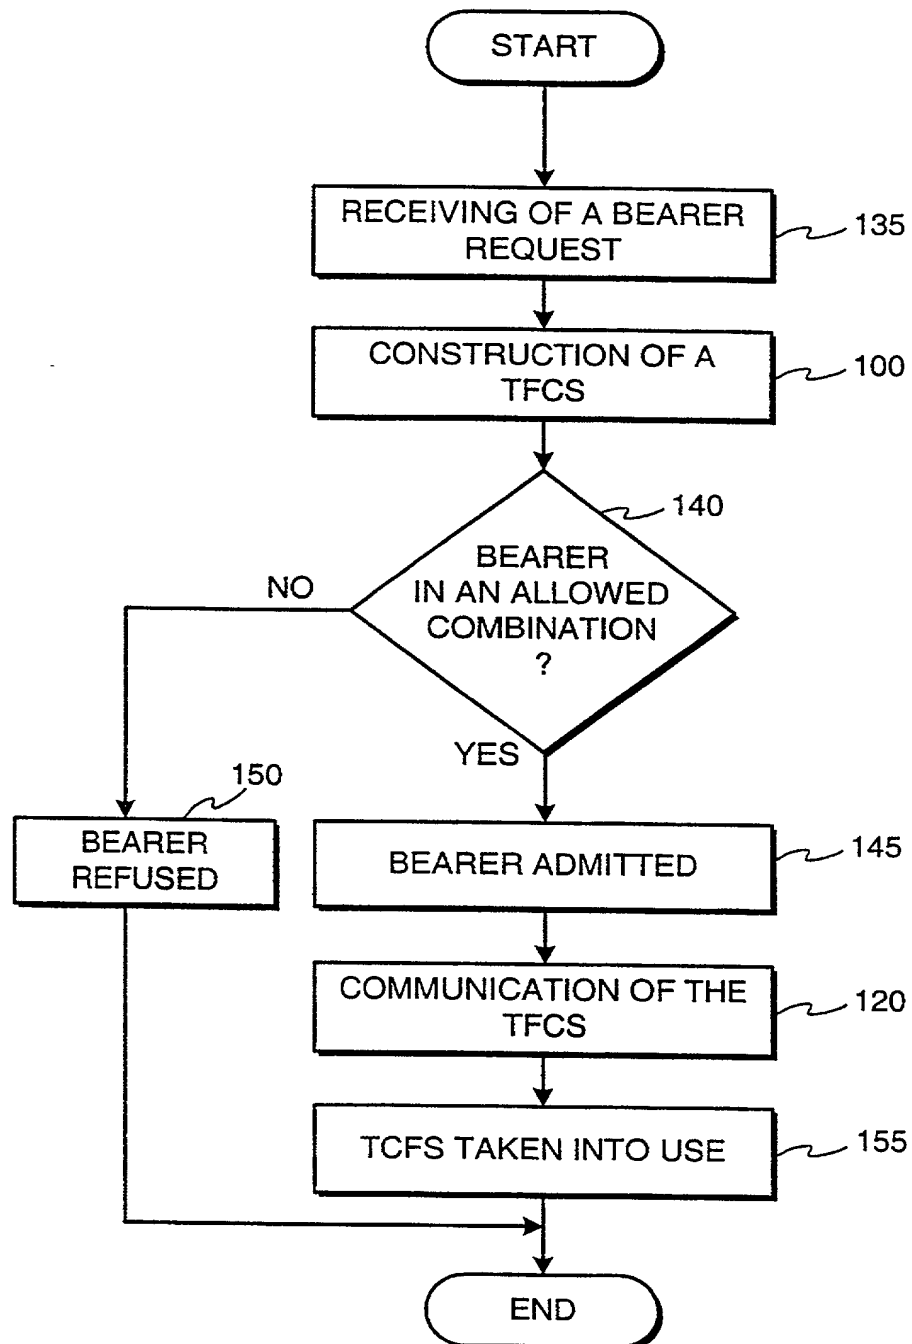 START
RECEIVING OF A BEARER
REQUEST
135
CONSTRUCTION OF A
TFCS
100
140
BEARER
IN AN ALLOWED
COMBINATION
?
NO
YES
150
BEARER
REFUSED
BEARER ADMITTED
145
COMMUNICATION OF THE
TFCS
120
TCFS TAKEN INTO USE
155
END